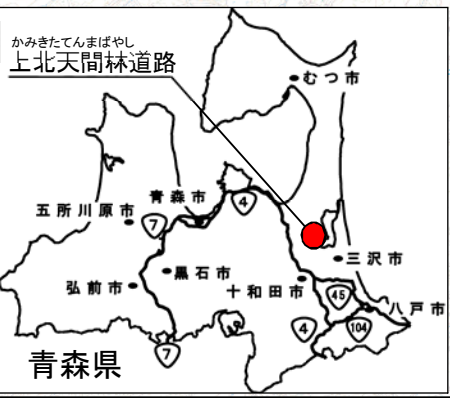 かみきたてんまばやし
上北天間林道路
むつ市
青森市
4
五所川原市
7
三沢市
黒石市
弘前市
十和田市
45
八戸市
4
104
7
青森県